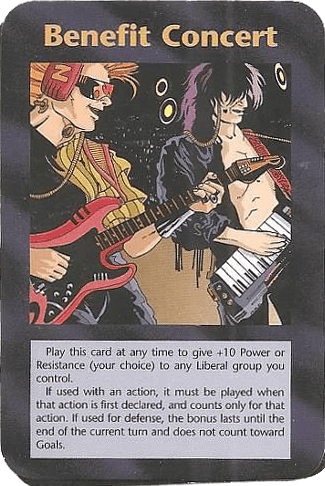 Benefit Concert
N
Play this card at any time to give +10 Power or
Resistance (your choice) to any Liberal group you
control.
If used with an action, it must be played when
that action is first declared, and counts only for that
action. If used for defense, the bonus lasts until the
end of the current turn and does not count toward
Goals.